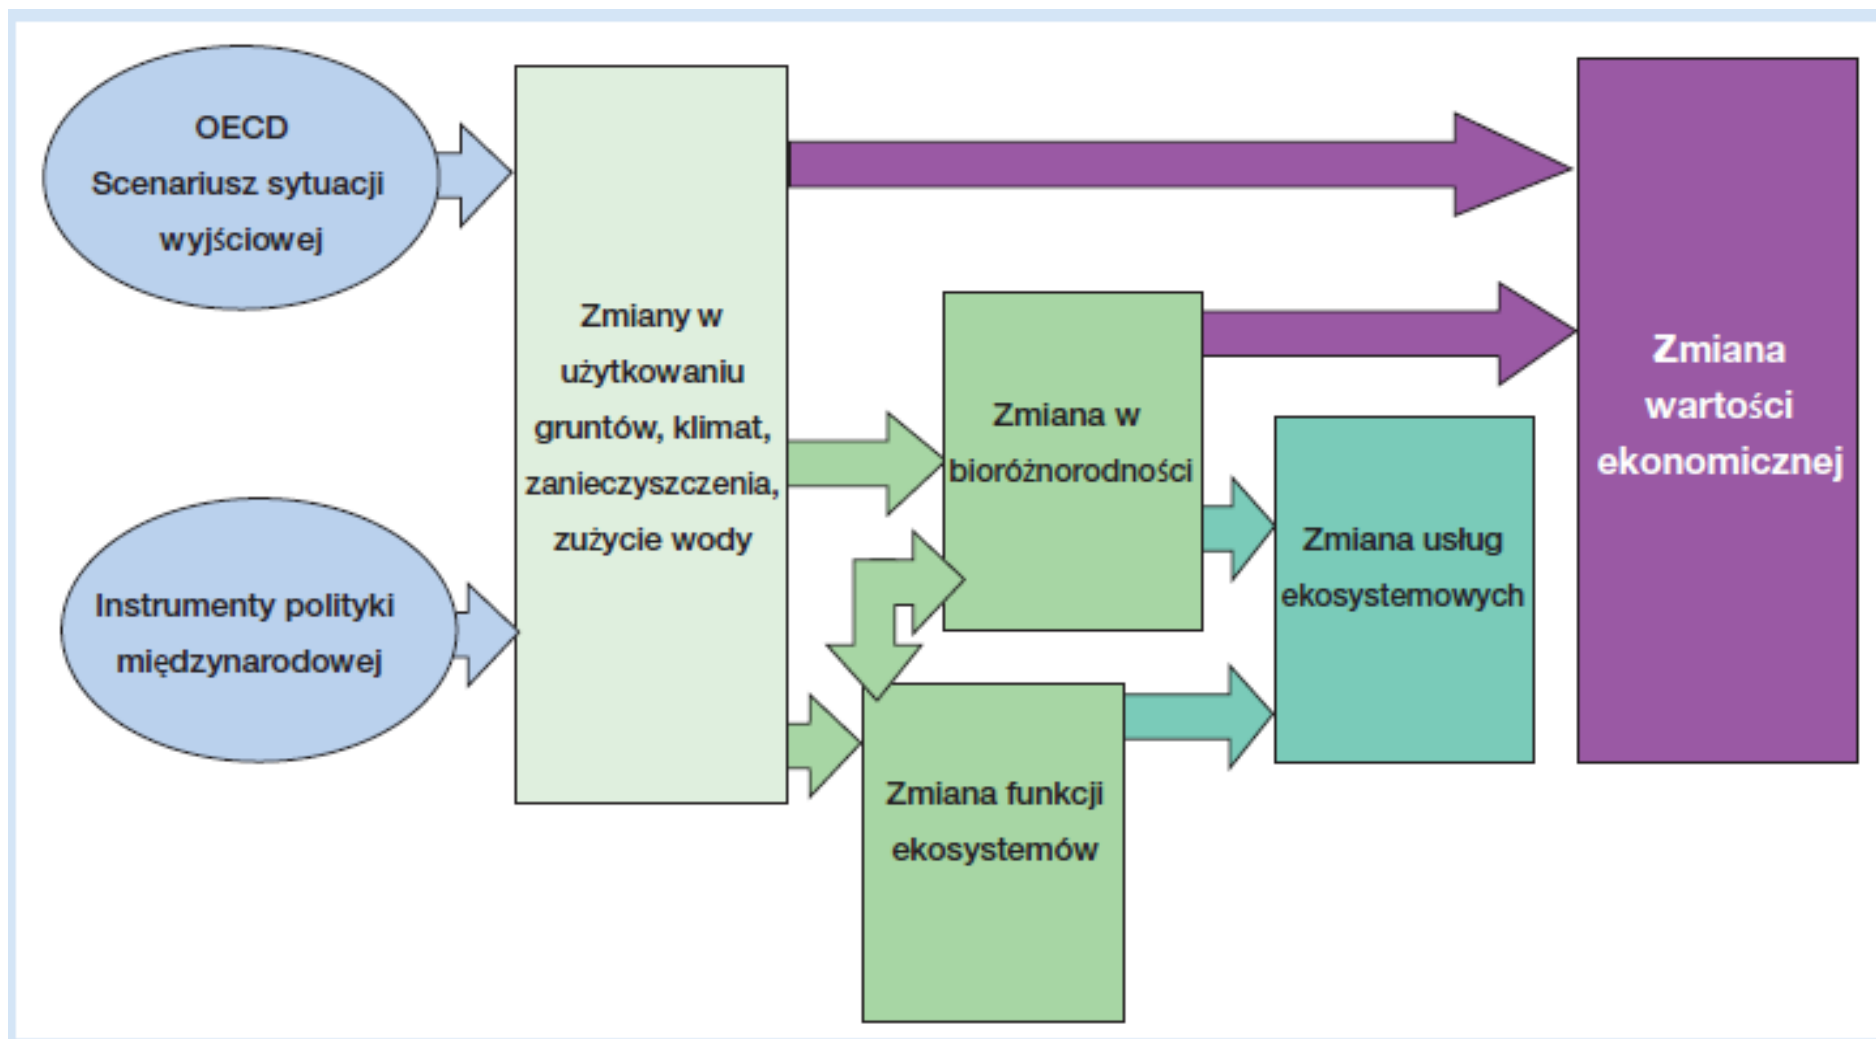 OECD
Scenariusz sytuacji
wyjściowej
Instrumenty polityki
międzynarodowej
Zmiany w
użytkowaniu
gruntów, klimat,
zanieczyszczenia,
zużycie wody
Zmiana w
bioróżnorodności
Zmiana funkcji
ekosystemów
Zmiana usług
ekosystemowych
Zmiana
wartości
ekonomicznej